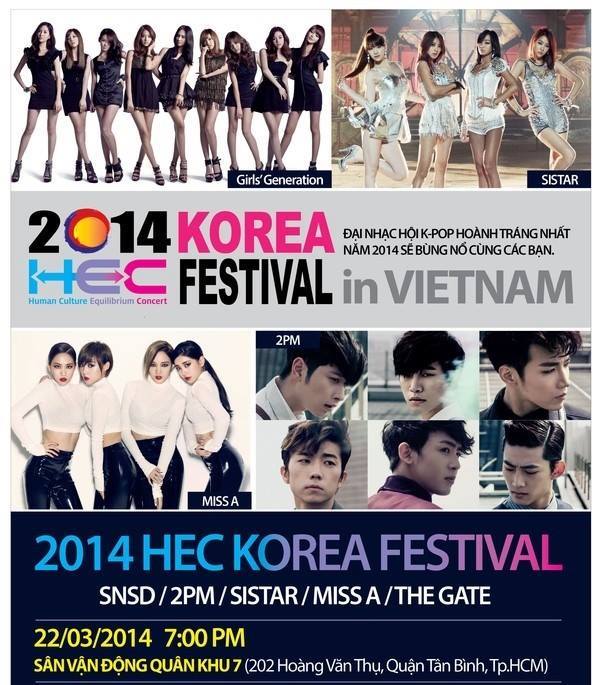 Girls' Generation
SISTAR
2014 KOREA
HEC FESTIVAL
Human Culture Equilibrium Concert
ĐẠI NHẠC HỘI K-POP HOÀNH TRÁNG NHẤT
NĂM 2014 SẼ BÙNG NỔ CÙNG CÁC BẠN.
in VIETNAM
2PM
MISS A
2014 HEC KOREA FESTIVAL
SNSD / 2PM / SISTAR / MISS A / THE GATE
22/03/2014 7:00 PM
SÂN VẬN ĐỘNG QUÂN KHU 7 (202 Hoàng Văn Thụ, Quận Tân Bình, Tp.HCM)